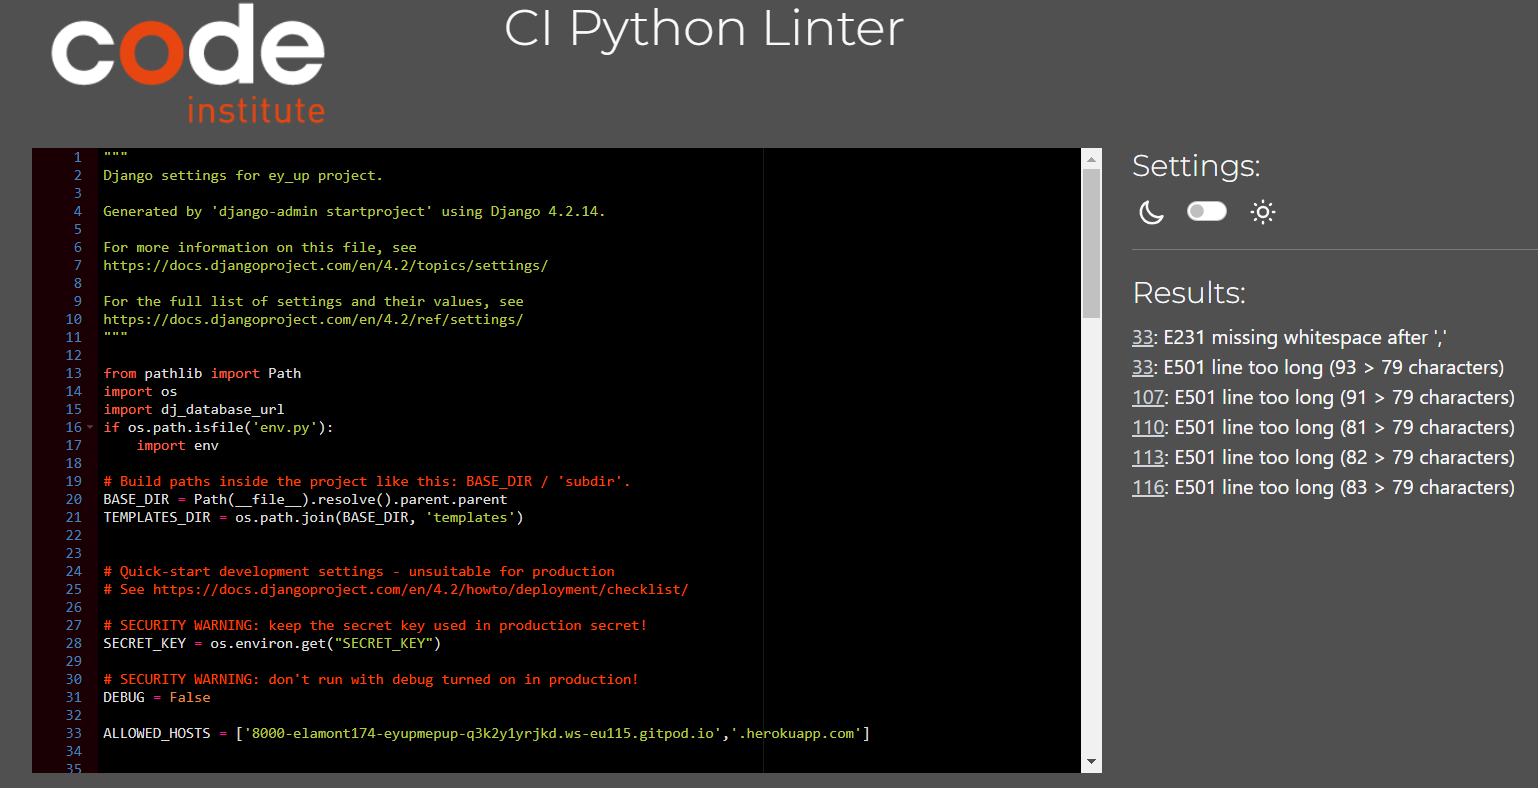 code
institute
CI Python Linter
1 """
2 Django settings for ey_up project.
3
4 Generated by 'django-admin startproject' using Django 4.2.14.
5
6 For more information on this file, see
7 https://docs.djangoproject.com/en/4.2/topics/settings/
8
9 For the full list of settings and their values, see
10 https://docs.djangoproject.com/en/4.2/ref/settings/
11 """
12
13 from pathlib import Path
14 import os
15 import dj_database_url
16 if os.path.isfile('env.py'):
17     import env
18
19 # Build paths inside the project like this: BASE_DIR / 'subdir'.
20 BASE_DIR = Path(__file__).resolve().parent.parent
21 TEMPLATES_DIR = os.path.join(BASE_DIR, 'templates')
22
23
24 # Quick-start development settings - unsuitable for production
25 # See https://docs.djangoproject.com/en/4.2/howto/deployment/checklist/
26
27 # SECURITY WARNING: keep the secret key used in production secret!
28 SECRET_KEY = os.environ.get("SECRET_KEY")
29
30 # SECURITY WARNING: don't run with debug turned on in production!
31 DEBUG = False
32
33 ALLOWED_HOSTS = ['8000-elamont174-eyupmepup-q3k2y1yrjkd.ws-eu115.gitpod.io','.herokuapp.com']
34
35
Settings:
Results:
33: E231 missing whitespace after ','
33: E501 line too long (93 > 79 characters)
107: E501 line too long (91 > 79 characters)
110: E501 line too long (81 > 79 characters)
113: E501 line too long (82 > 79 characters)
116: E501 line too long (83 > 79 characters)